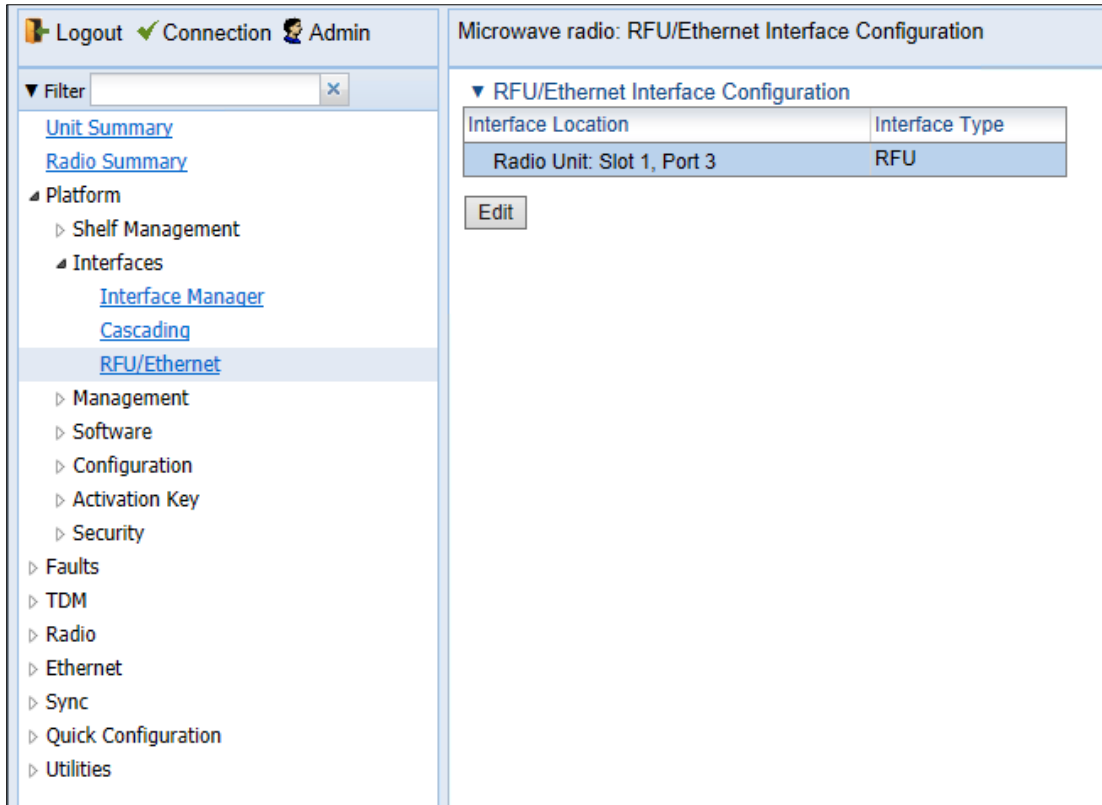 Logout Connection Admin
Filter
Unit Summary
Radio Summary
Platform
Shelf Management
Interfaces
Interface Manager
Cascading
RFU/Ethernet
Management
Software
Configuration
Activation Key
Security
Faults
TDM
Radio
Ethernet
Sync
Quick Configuration
Utilities
Microwave radio: RFU/Ethernet Interface Configuration
RFU/Ethernet Interface Configuration
Interface Location Interface Type
Radio Unit: Slot 1, Port 3 RFU
Edit